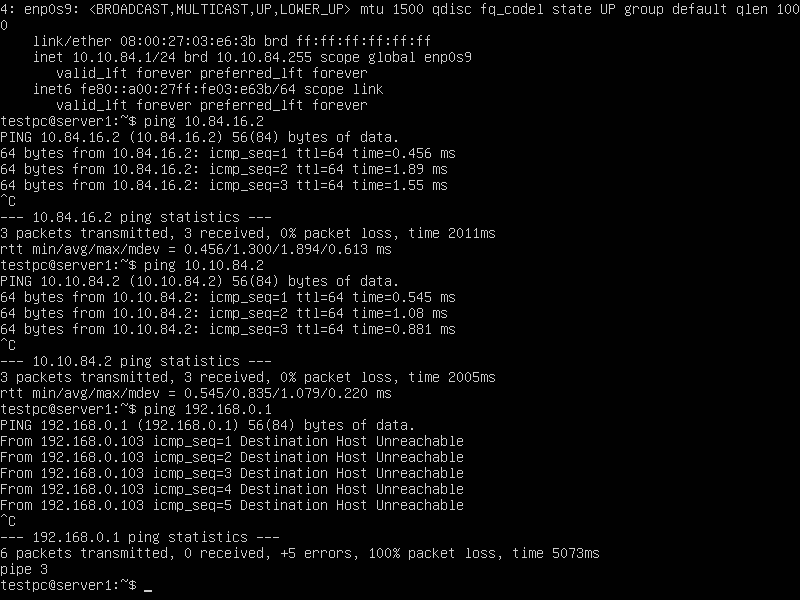 4: enp0s9: <BROADCAST,MULTICAST,UP,LOWER_UP> mtu 1500 qdisc fq_codel state UP group default qlen 100
0
link/ether 08:00:27:03:e6:3b brd ff:ff:ff:ff:ff:ff
inet 10.10.84.1/24 brd 10.10.84.255 scope global enp0s9
valid_lft forever preferred_lft forever
inet6 fe80::a00:27ff:fe03:e63b/64 scope link
valid_lft forever preferred_lft forever
testpc@server1:~$ ping 10.84.16.2
PING 10.84.16.2 (10.84.16.2) 56(84) bytes of data.
64 bytes from 10.84.16.2: icmp_seq=1 ttl=64 time=0.456 ms
64 bytes from 10.84.16.2: icmp_seq=2 ttl=64 time=1.89 ms
64 bytes from 10.84.16.2: icmp_seq=3 ttl=64 time=1.55 ms
^C
--- 10.84.16.2 ping statistics ---
3 packets transmitted, 3 received, 0% packet loss, time 2011ms
rtt min/avg/max/mdev = 0.456/1.300/1.894/0.613 ms
testpc@server1:~$ ping 10.10.84.2
PING 10.10.84.2 (10.10.84.2) 56(84) bytes of data.
64 bytes from 10.10.84.2: icmp_seq=1 ttl=64 time=0.545 ms
64 bytes from 10.10.84.2: icmp_seq=2 ttl=64 time=1.08 ms
64 bytes from 10.10.84.2: icmp_seq=3 ttl=64 time=0.881 ms
^C
--- 10.10.84.2 ping statistics ---
3 packets transmitted, 3 received, 0% packet loss, time 2005ms
rtt min/avg/max/mdev = 0.545/0.835/1.079/0.220 ms
testpc@server1:~$ ping 192.168.0.1
PING 192.168.0.1 (192.168.0.1) 56(84) bytes of data.
From 192.168.0.103 icmp_seq=1 Destination Host Unreachable
From 192.168.0.103 icmp_seq=2 Destination Host Unreachable
From 192.168.0.103 icmp_seq=3 Destination Host Unreachable
From 192.168.0.103 icmp_seq=4 Destination Host Unreachable
From 192.168.0.103 icmp_seq=5 Destination Host Unreachable
^C
--- 192.168.0.1 ping statistics ---
6 packets transmitted, 0 received, +5 errors, 100% packet loss, time 5073ms
pipe 3
testpc@server1:~$ _